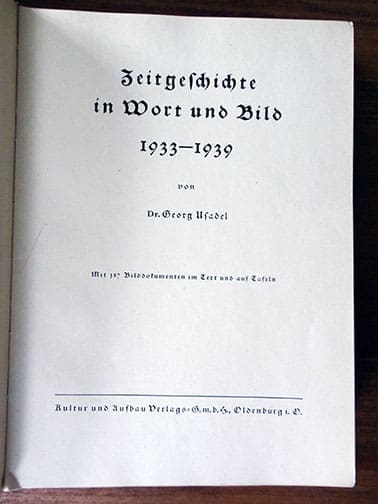 Zeitgeschichte
in Wort und Bild
1933—1939
von
Dr. Georg Usadel
Mit 317 Bilddokumenten im Text und auf Tafeln
Kultur und Aufbau Verlags-G.m.b.H., Oldenburg i. O.